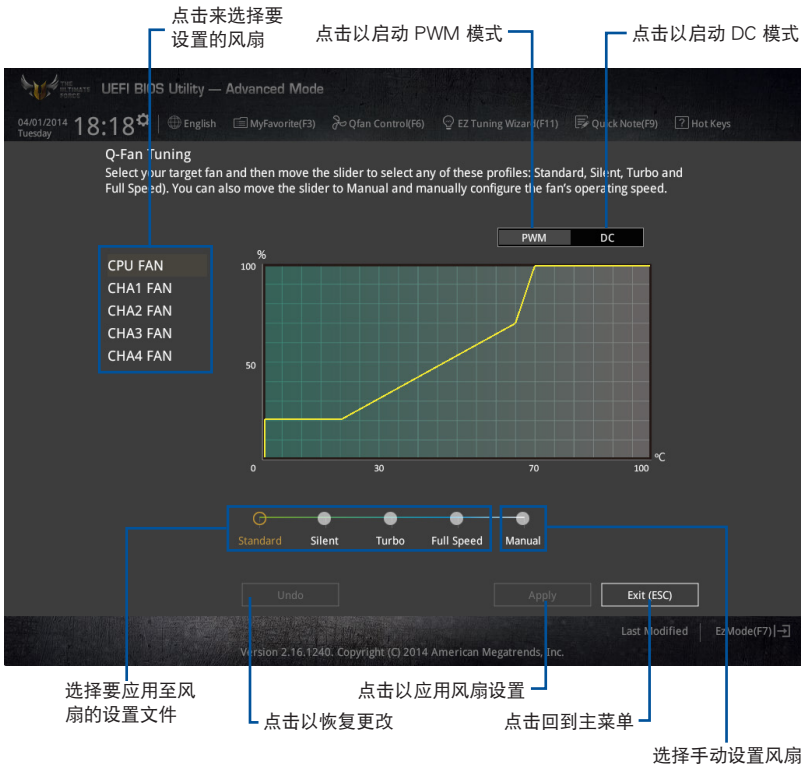 点击来选择要
设置的风扇
点击以启动 PWM 模式
点击以启动 DC 模式
THE ULTIMATE FORCE
UEFI BIOS Utility — Advanced Mode
04/01/2014
Tuesday
18:18
English
MyFavorite(F3)
Qfan Control(F6)
EZ Tuning Wizard(F11)
Quick Note(F9)
? Hot Keys
Q-Fan Tuning
Select your target fan and then move the slider to select any of these profiles: Standard, Silent, Turbo and
Full Speed). You can also move the slider to Manual and manually configure the fan's operating speed.
PWM
DC
CPU FAN
CHA1 FAN
CHA2 FAN
CHA3 FAN
CHA4 FAN
%
100
50
0
30
70
100
ºC
Standard
Silent
Turbo
Full Speed
Manual
Undo
Apply
Exit (ESC)
Last Modified
EzMode(F7)
Version 2.16.1240. Copyright (C) 2014 American Megatrends, Inc.
选择要应用至风
扇的设置文件
点击以恢复更改
点击以应用风扇设置
点击回到主菜单
选择手动设置风扇